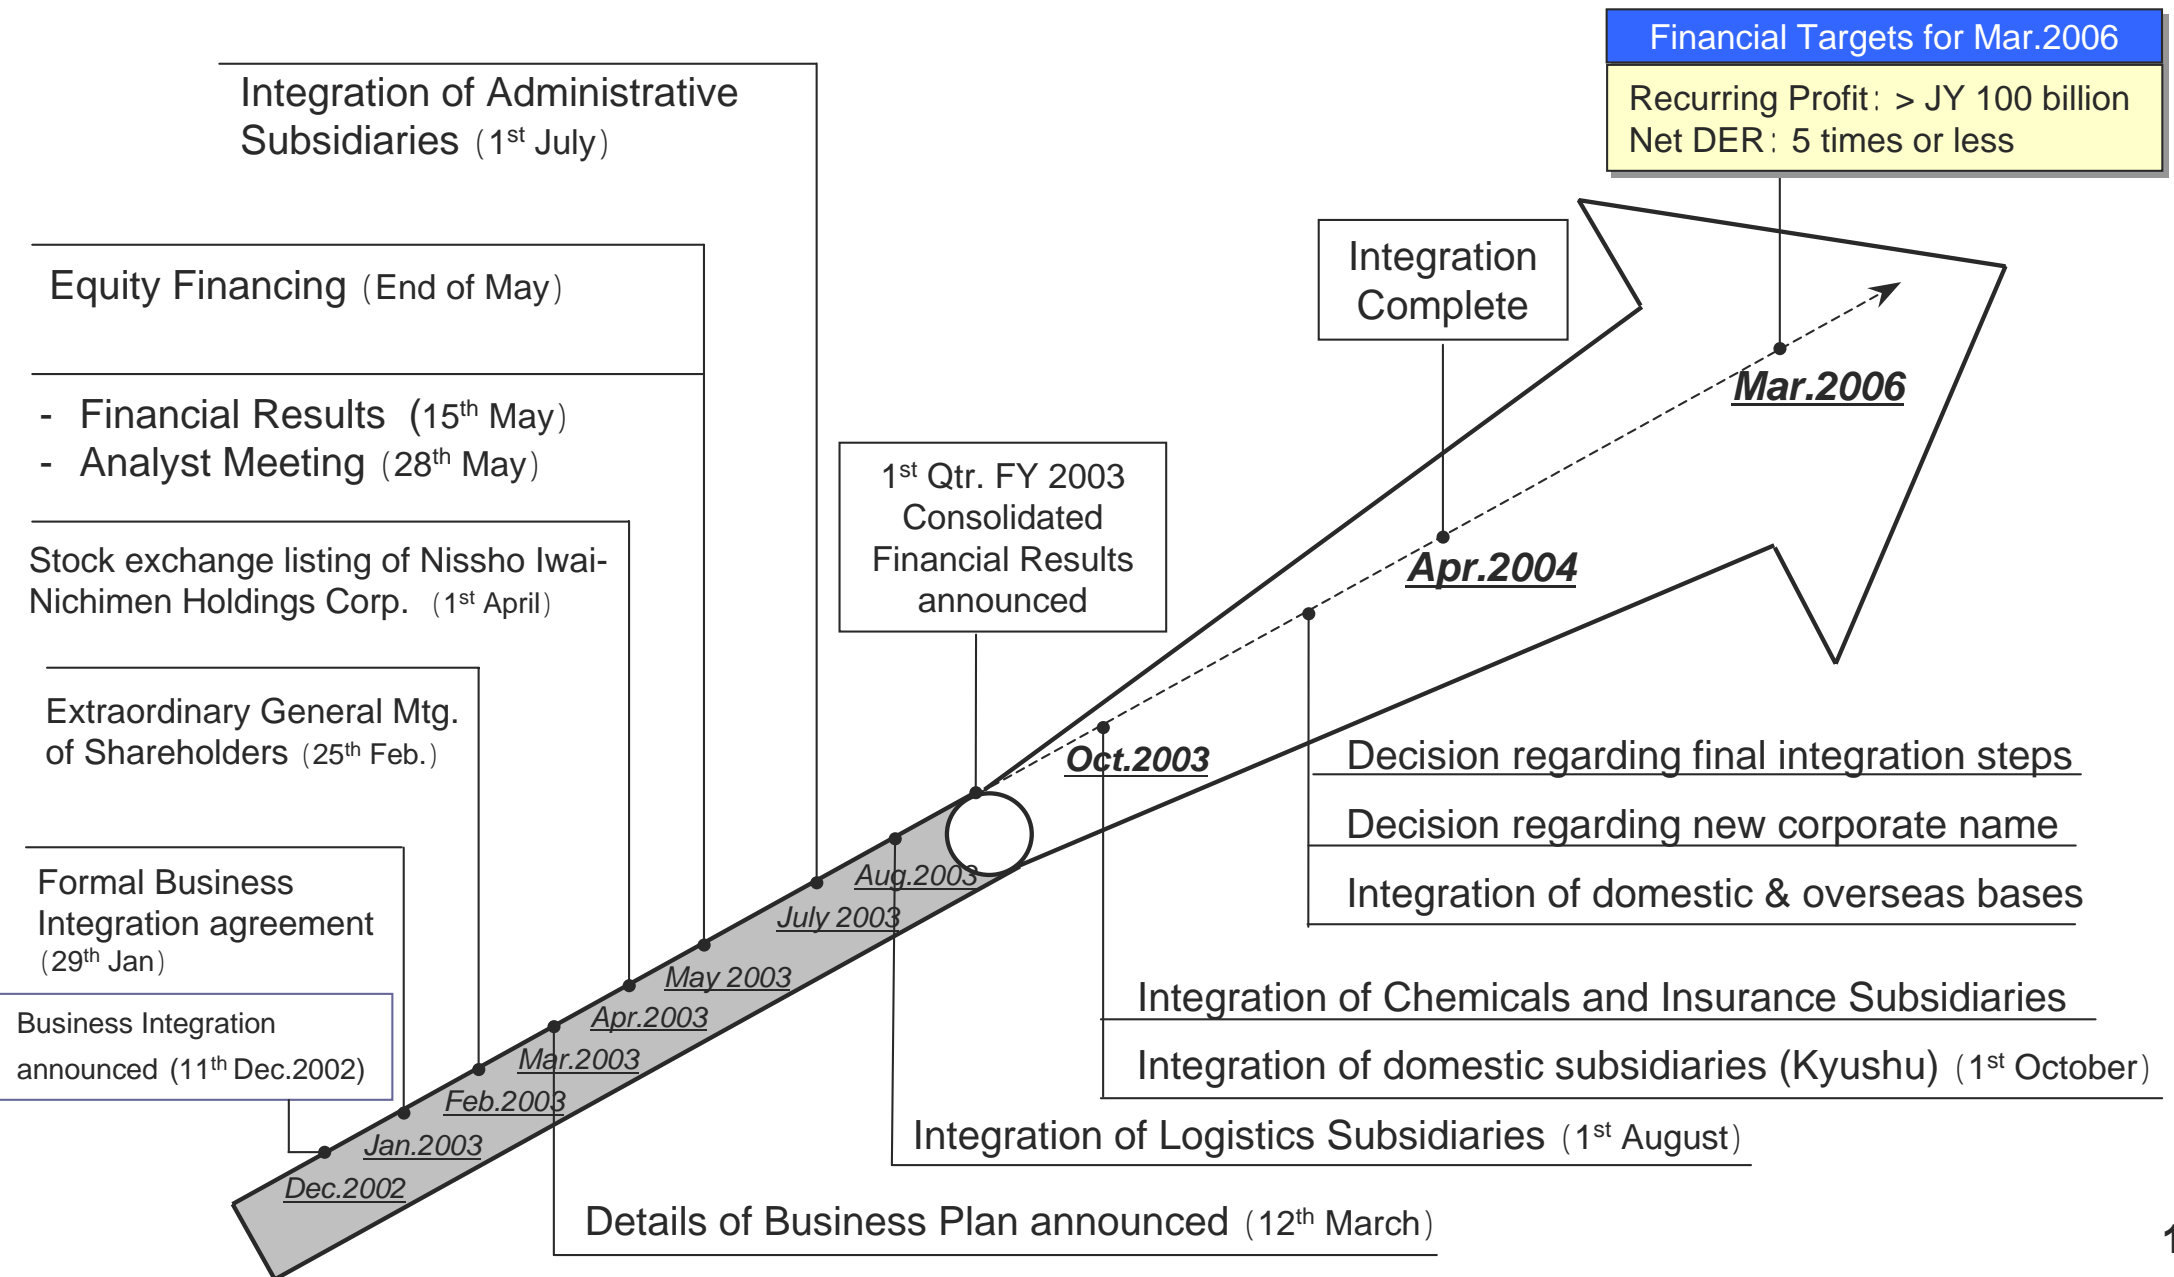 Financial Targets for Mar.2006
Recurring Profit: > JY 100 billion
Net DER: 5 times or less
Integration of Administrative
Subsidiaries (1st July)
Equity Financing (End of May)
- Financial Results (15th May)
- Analyst Meeting (28th May)
Stock exchange listing of Nissho Iwai-
Nichimen Holdings Corp. (1st April)
Extraordinary General Mtg.
of Shareholders (25th Feb.)
Formal Business
Integration agreement
(29th Jan)
Business Integration
announced (11th Dec.2002)
1st Qtr. FY 2003
Consolidated
Financial Results
announced
Integration
Complete
Mar.2006
Apr.2004
Oct.2003
Aug.2003
July 2003
May 2003
Apr.2003
Mar.2003
Feb.2003
Jan.2003
Dec.2002
Decision regarding final integration steps
Decision regarding new corporate name
Integration of domestic & overseas bases
Integration of Chemicals and Insurance Subsidiaries
Integration of domestic subsidiaries (Kyushu) (1st October)
Integration of Logistics Subsidiaries (1st August)
Details of Business Plan announced (12th March)